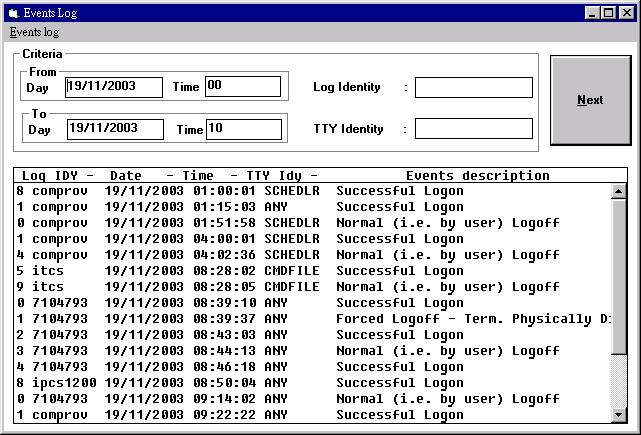 Events Log
Events log
Criteria
From
Day 19/11/2003 Time 00 Log Identity :
To
Day 19/11/2003 Time 10 TTY Identity :
Next
Log IDY - Date - Time - TTY Idy - Events description
8 comprov 19/11/2003 01:00:01 SCHEDLR Successful Logon
1 comprov 19/11/2003 01:15:03 ANY Successful Logon
0 comprov 19/11/2003 01:51:58 SCHEDLR Normal (i.e. by user) Logoff
1 comprov 19/11/2003 04:00:01 SCHEDLR Successful Logon
4 comprov 19/11/2003 04:02:36 SCHEDLR Normal (i.e. by user) Logoff
5 itcs 19/11/2003 08:28:02 CMDFILE Successful Logon
9 itcs 19/11/2003 08:28:05 CMDFILE Normal (i.e. by user) Logoff
0 7104793 19/11/2003 08:39:10 ANY Successful Logon
1 7104793 19/11/2003 08:39:37 ANY Forced Logoff - Term. Physically Di
2 7104793 19/11/2003 08:43:03 ANY Successful Logon
3 7104793 19/11/2003 08:44:13 ANY Normal (i.e. by user) Logoff
4 7104793 19/11/2003 08:46:18 ANY Successful Logon
8 ipcs1200 19/11/2003 08:50:04 ANY Successful Logon
0 7104793 19/11/2003 09:14:02 ANY Normal (i.e. by user) Logoff
1 comprov 19/11/2003 09:22:22 ANY Successful Logon